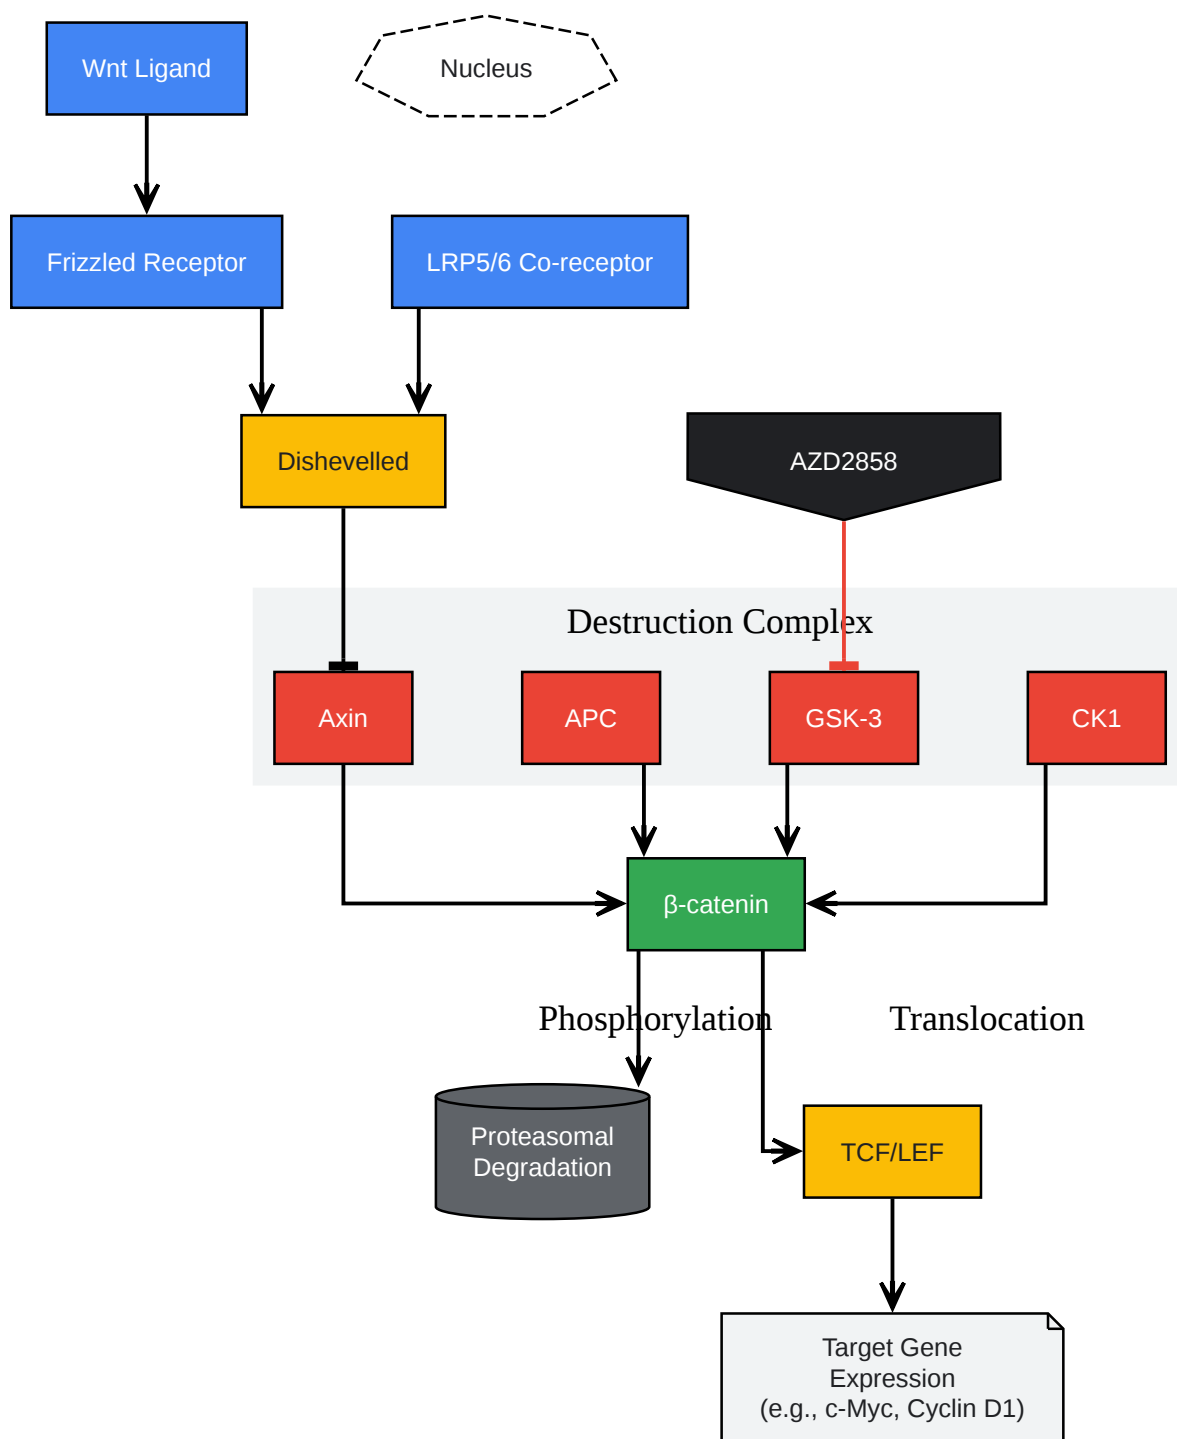 Wnt Ligand
Nucleus
Frizzled Receptor
LRP5/6 Co-receptor
Dishevelled
AZD2858
Destruction Complex
Axin
APC
GSK-3
CK1
β-catenin
Phosphorylation
Translocation
Proteasomal
Degradation
TCF/LEF
Target Gene
Expression
(e.g., c-Myc, Cyclin D1)